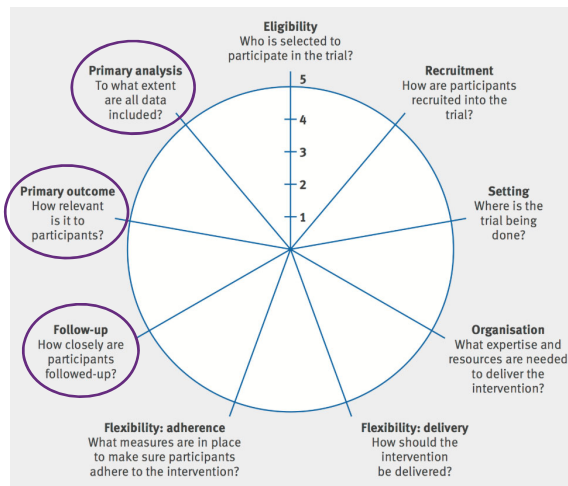 Eligibility
Who is selected to
participate in the trial?
Recruitment
How are participants
recruited into the
trial?
Setting
Where is the
trial being
done?
Organisation
What expertise and
resources are needed
to deliver the
intervention?
Flexibility: delivery
How should the
intervention
be delivered?
Flexibility: adherence
What measures are in place
to make sure participants
adhere to the intervention?
Follow-up
How closely are
participants
followed-up?
Primary outcome
How relevant
is it to
participants?
Primary analysis
To what extent
are all data
included?
5
4
3
2
1